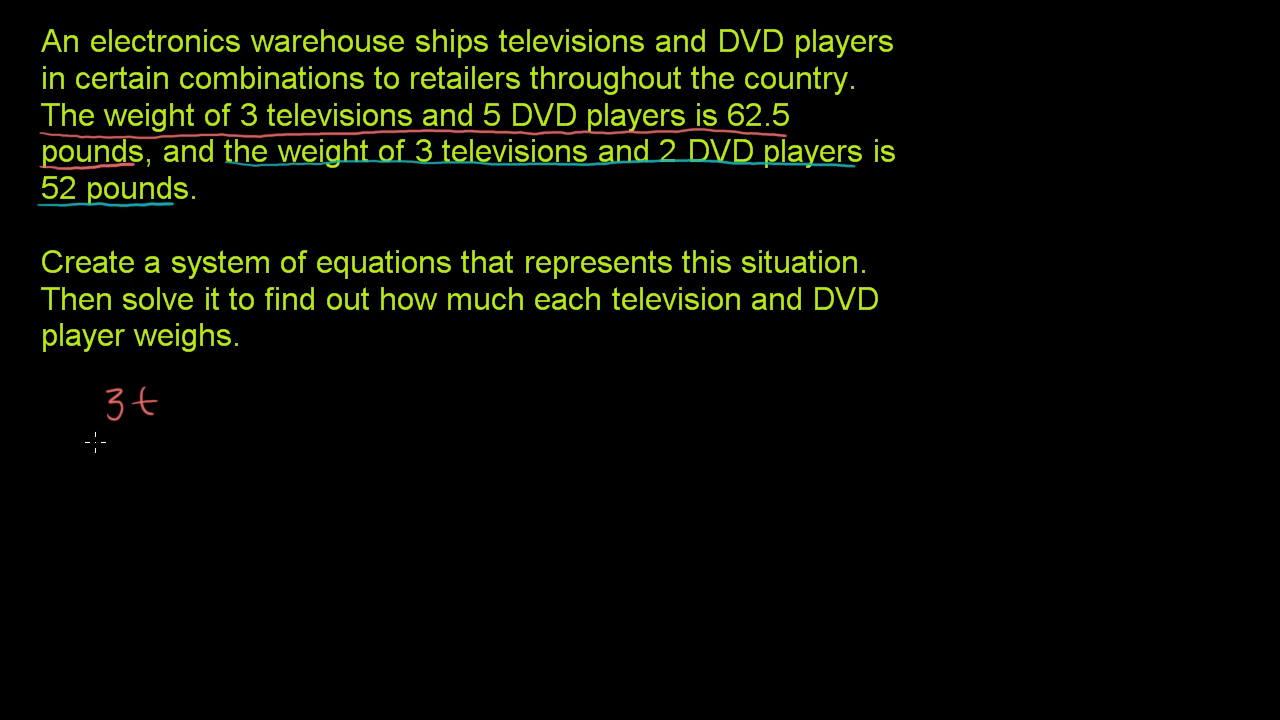 An electronics warehouse ships televisions and DVD players
in certain combinations to retailers throughout the country.
The weight of 3 televisions and 5 DVD players is 62.5
pounds, and the weight of 3 televisions and 2 DVD players is
52 pounds.
Create a system of equations that represents this situation.
Then solve it to find out how much each television and DVD
player weighs.
3t